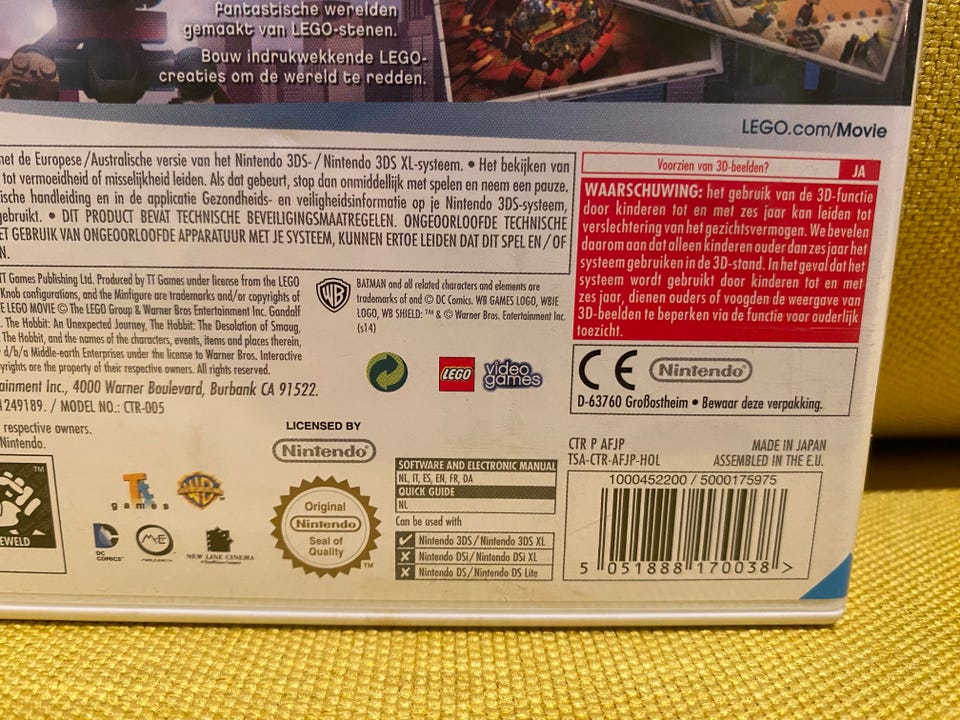 fantastische werelden
gemaakt van LEGO-stenen.
Bouw indrukwekkende LEGO-
creaties om de wereld te redden.
LEGO.com/Movie
met de Europese/Australische versie van het Nintendo 3DS-/Nintendo 3DS XL-systeem. • Het bekijken van
tot vermoeidheid of misselijkheid leiden. Als dat gebeurt, stop dan onmiddellijk met spelen en neem een pauze.
ische handleiding en in de applicatie Gezondheids- en veiligheidsinformatie op je Nintendo 3DS-systeem,
gebruikt. • DIT PRODUCT BEVAT TECHNISCHE BEVEILIGINGSMAATREGELEN. ONGEOORLOOFDE TECHNISCHE
ET GEBRUIK VAN ONGEOORLOOFDE APPARATUUR MET JE SYSTEEM, KUNNEN ERTOE LEIDEN DAT DIT SPEL EN/OF
N.
Voorzien van 3D-beelden? JA
WAARSCHUWING: het gebruik van de 3D-functie
door kinderen tot en met zes jaar kan leiden tot
verslechtering van het gezichtsvermogen. We bevelen
daarom aan dat alleen kinderen ouder dan zes jaar het
systeem gebruiken in de 3D-stand. In het geval dat het
systeem wordt gebruikt door kinderen tot en met
zes jaar, dienen ouders of voogden de weergave van
3D-beelden te beperken via de functie voor ouderlijk
toezicht.
TT Games Publishing Ltd. Produced by TT Games under license from the LEGO
Knob configurations, and the Minifigure are trademarks and/or copyrights of
E LEGO MOVIE © The LEGO Group & Warner Bros Entertainment Inc. Gandalf
. The Hobbit: An Unexpected Journey, The Hobbit: The Desolation of Smaug,
The Hobbit, and the names of the characters, events, items and places therein,
d/b/a Middle-earth Enterprises under the license to Warner Bros. Interactive
yrights are the property of their respective owners. All rights reserved.
ainment Inc., 4000 Warner Boulevard, Burbank CA 91522.
1249189. / MODEL NO.: CTR-005
respective owners.
Nintendo.
WB
BATMAN and all related characters and elements are
trademarks of and © DC Comics. WB GAMES LOGO, WBIE
LOGO, WB SHIELD: ™ & © Warner Bros. Entertainment Inc.
(s14)
LEGO video games
CE Nintendo®
D-63760 Großostheim • Bewaar deze verpakking.
LICENSED BY
Nintendo®
TM
EWELD
TT games
WB
DC COMICS™
ME
NEW LINE CINEMA
Original
Nintendo®
Seal of
Quality
TM
SOFTWARE AND ELECTRONIC MANUAL
NL, IT, ES, EN, FR, DA
QUICK GUIDE
NL
Can be used with
✓ Nintendo 3DS/Nintendo 3DS XL
✗ Nintendo DSi/Nintendo DSi XL
✗ Nintendo DS/Nintendo DS Lite
CTR P AFJP
TSA-CTR-AFJP-HOL
MADE IN JAPAN
ASSEMBLED IN THE E.U.
1000452200 / 5000175975
5 051888 170038 >